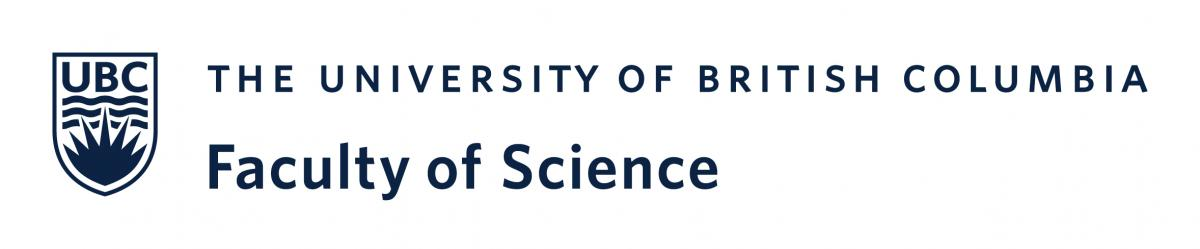 UBC
THE UNIVERSITY OF BRITISH COLUMBIA
Faculty of Science